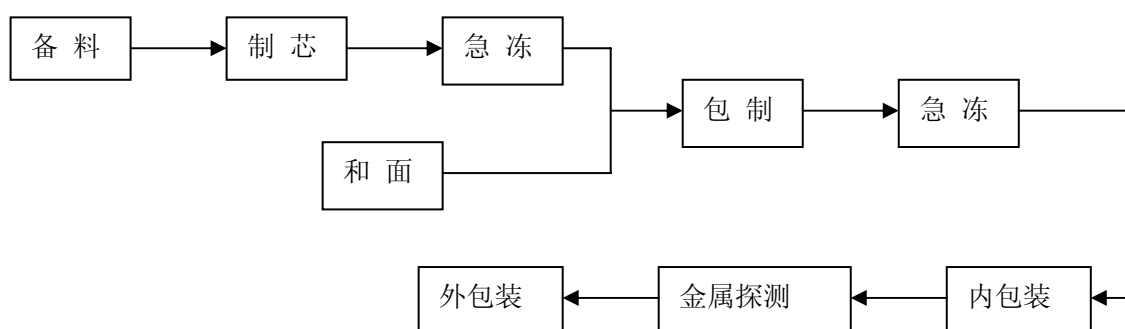 备 料
制 芯
急 冻
包 制
急 冻
和 面
外包装
金属探测
内包装